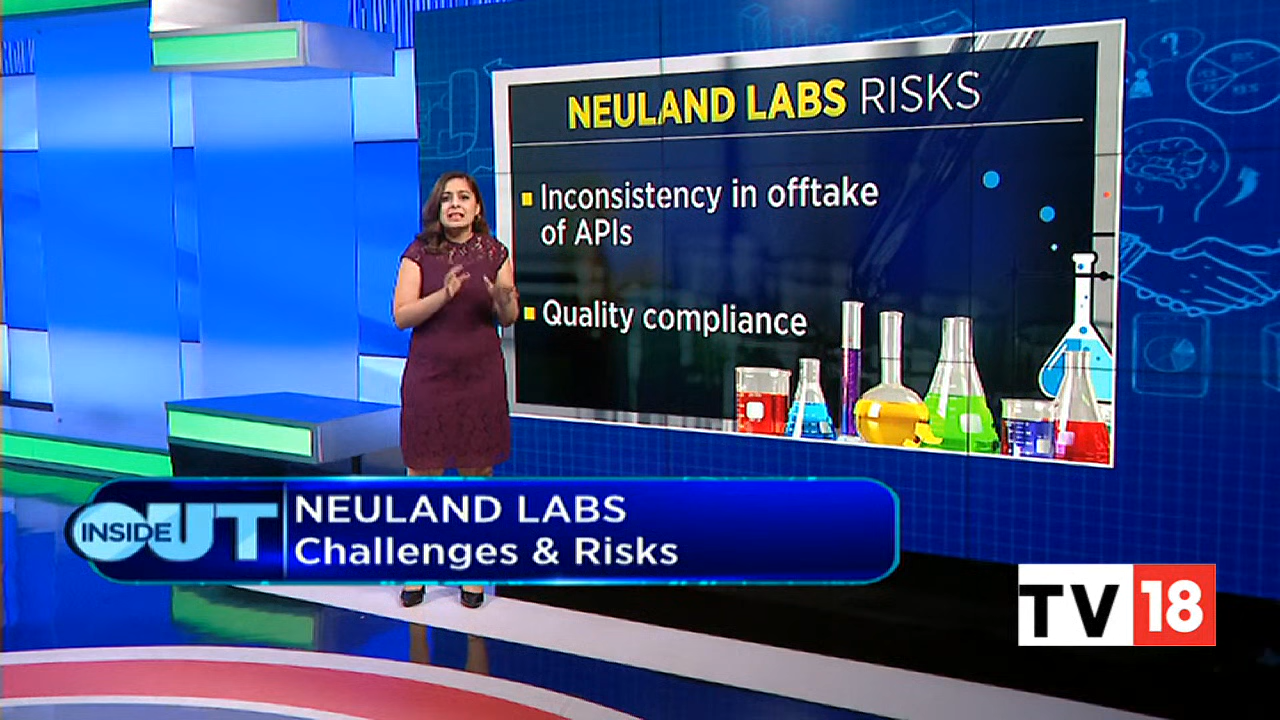 NEULAND LABS RISKS
Inconsistency in offtake
of APIs
Quality compliance
INSIDE OUT
NEULAND LABS
Challenges & Risks
TV18